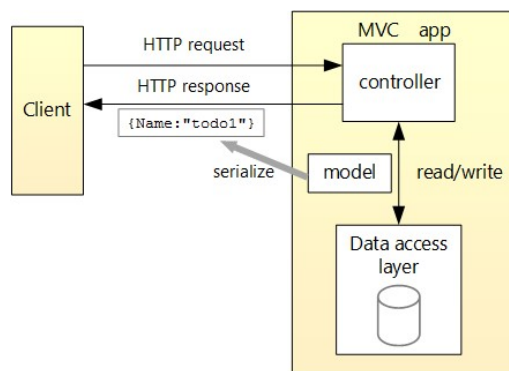 MVC app
HTTP request
controller
HTTP response
Client
{Name:"todo1"}
serialize
model
read/write
Data access
layer